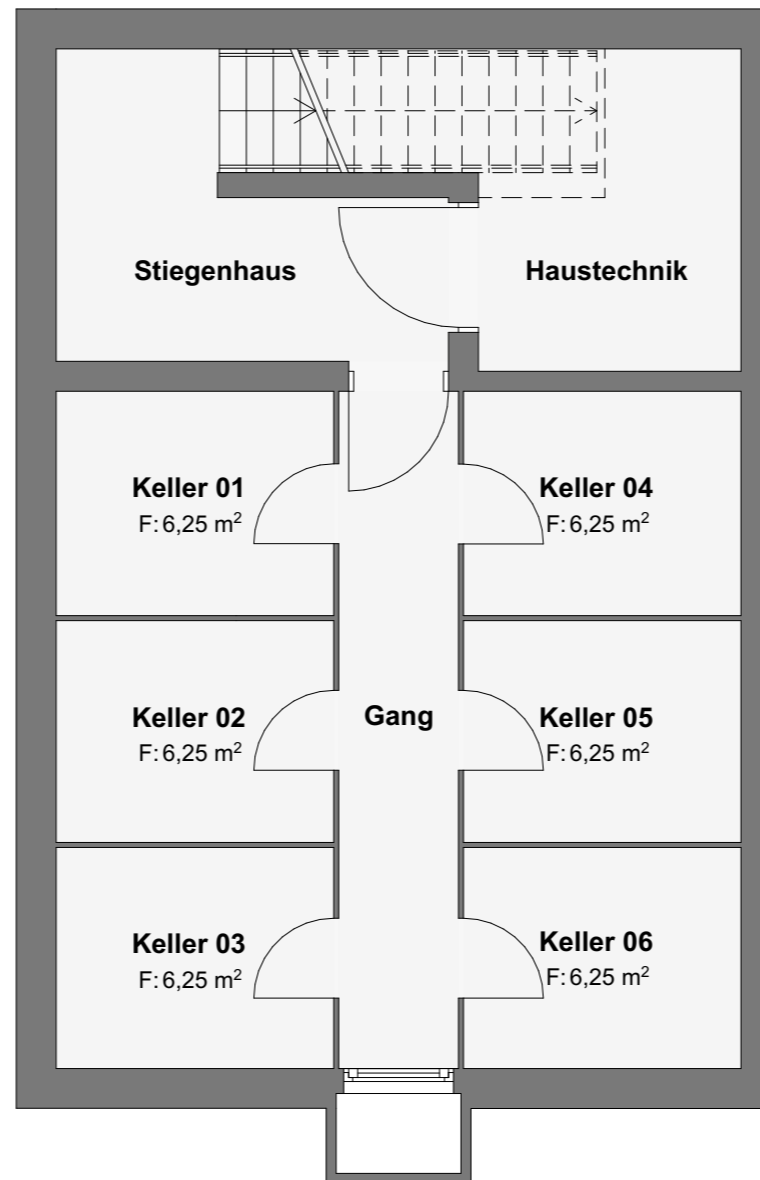 Stiegenhaus
Haustechnik
Keller 01
F: 6,25 m²
Keller 04
F: 6,25 m²
Keller 02
F: 6,25 m²
Gang
Keller 05
F: 6,25 m²
Keller 03
F: 6,25 m²
Keller 06
F: 6,25 m²